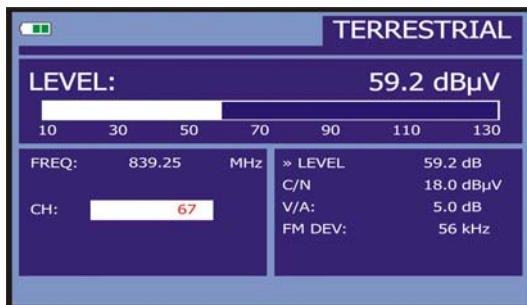 TERRESTRIAL
LEVEL: 59.2 dBµV
10 30 50 70 90 110 130
FREQ: 839.25 MHz
CH: 67
» LEVEL 59.2 dB
C/N 18.0 dBµV
V/A: 5.0 dB
FM DEV: 56 kHz